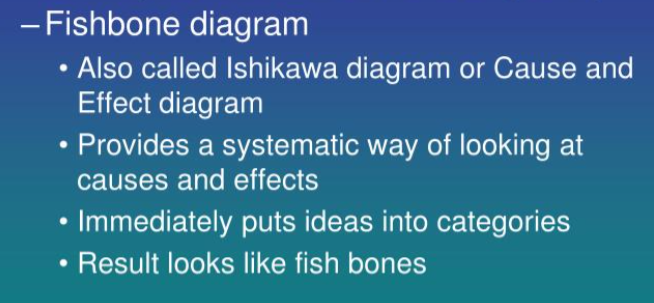 –Fishbone diagram
• Also called Ishikawa diagram or Cause and
Effect diagram
• Provides a systematic way of looking at
causes and effects
• Immediately puts ideas into categories
• Result looks like fish bones